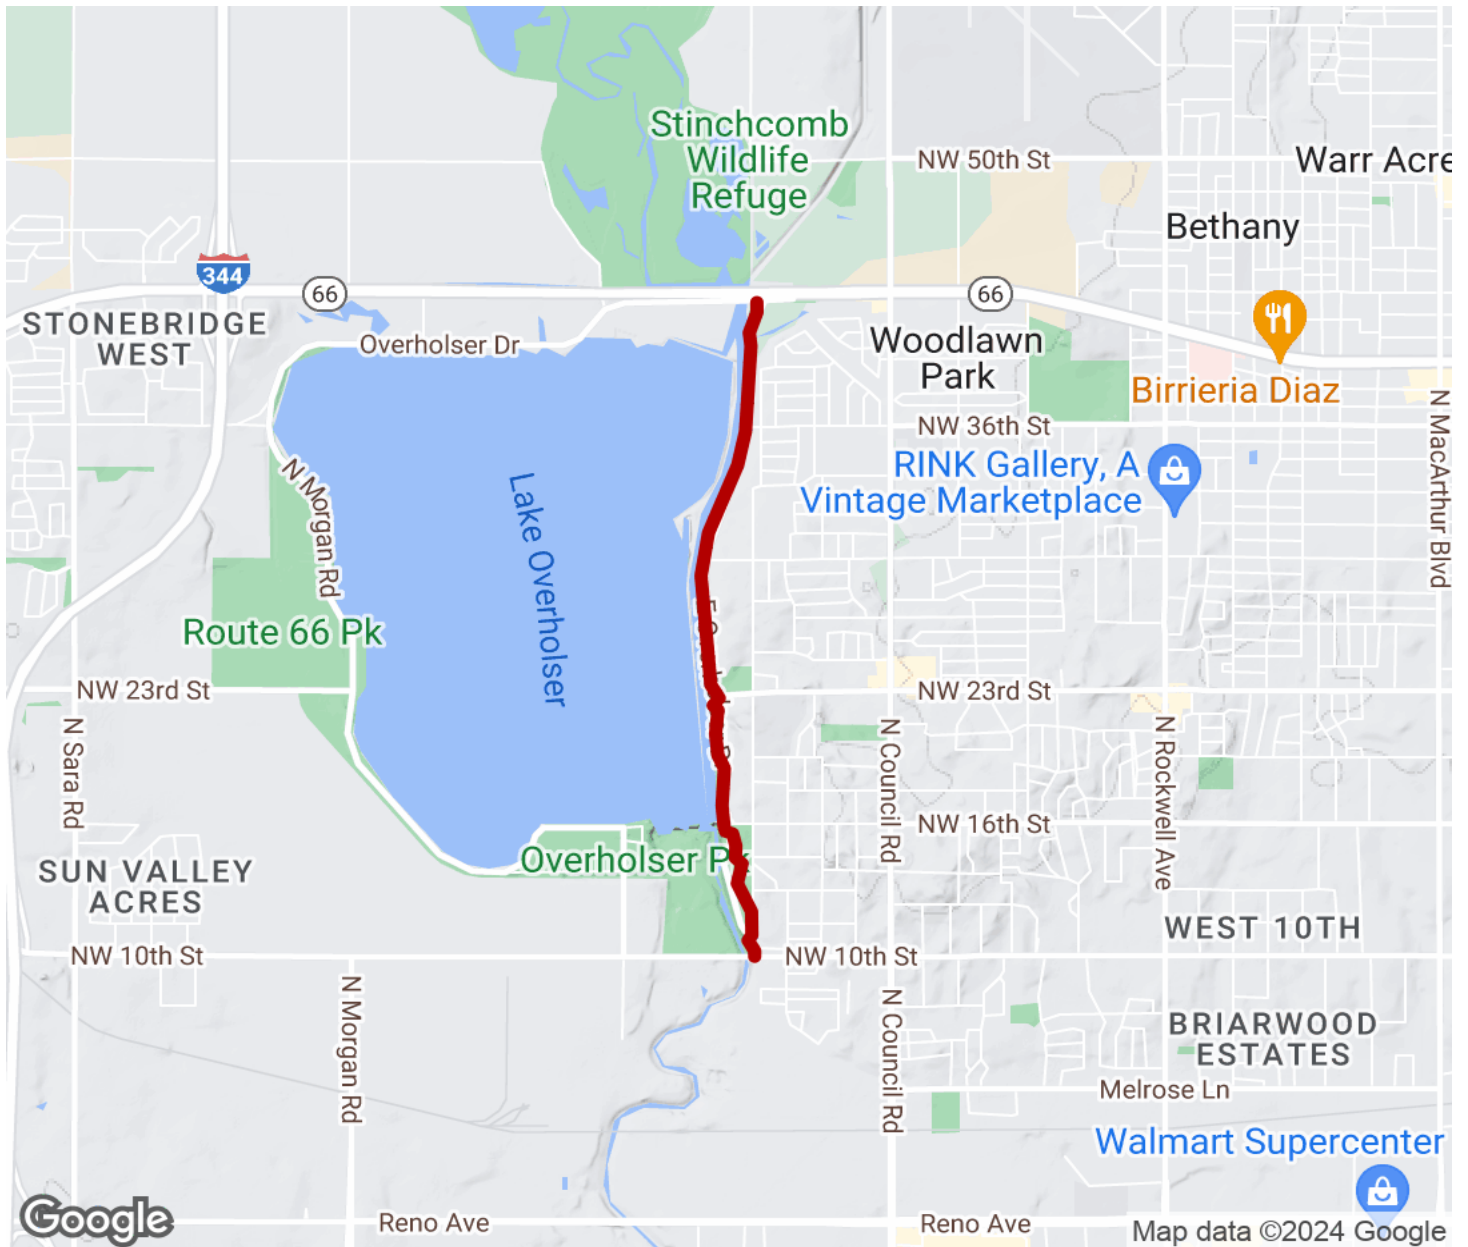 Stinchcomb
Wildlife
Refuge
NW 50th St
Warr Acre
Bethany
344
66
66
STONEBRIDGE
WEST
Overholser Dr
Woodlawn
Park
Birrieria Diaz
NW 36th St
N MacArthur Blvd
RINK Gallery, A
Vintage Marketplace
N Morgan Rd
Lake Overholser
Route 66 Pk
NW 23rd St
NW 23rd St
N Sara Rd
N Council Rd
N Rockwell Ave
NW 16th St
Overholser Pk
SUN VALLEY
ACRES
WEST 10TH
NW 10th St
NW 10th St
N Morgan Rd
N Council Rd
BRIARWOOD
ESTATES
Melrose Ln
Walmart Supercenter
Google
Reno Ave
Reno Ave
Map data ©2024 Google